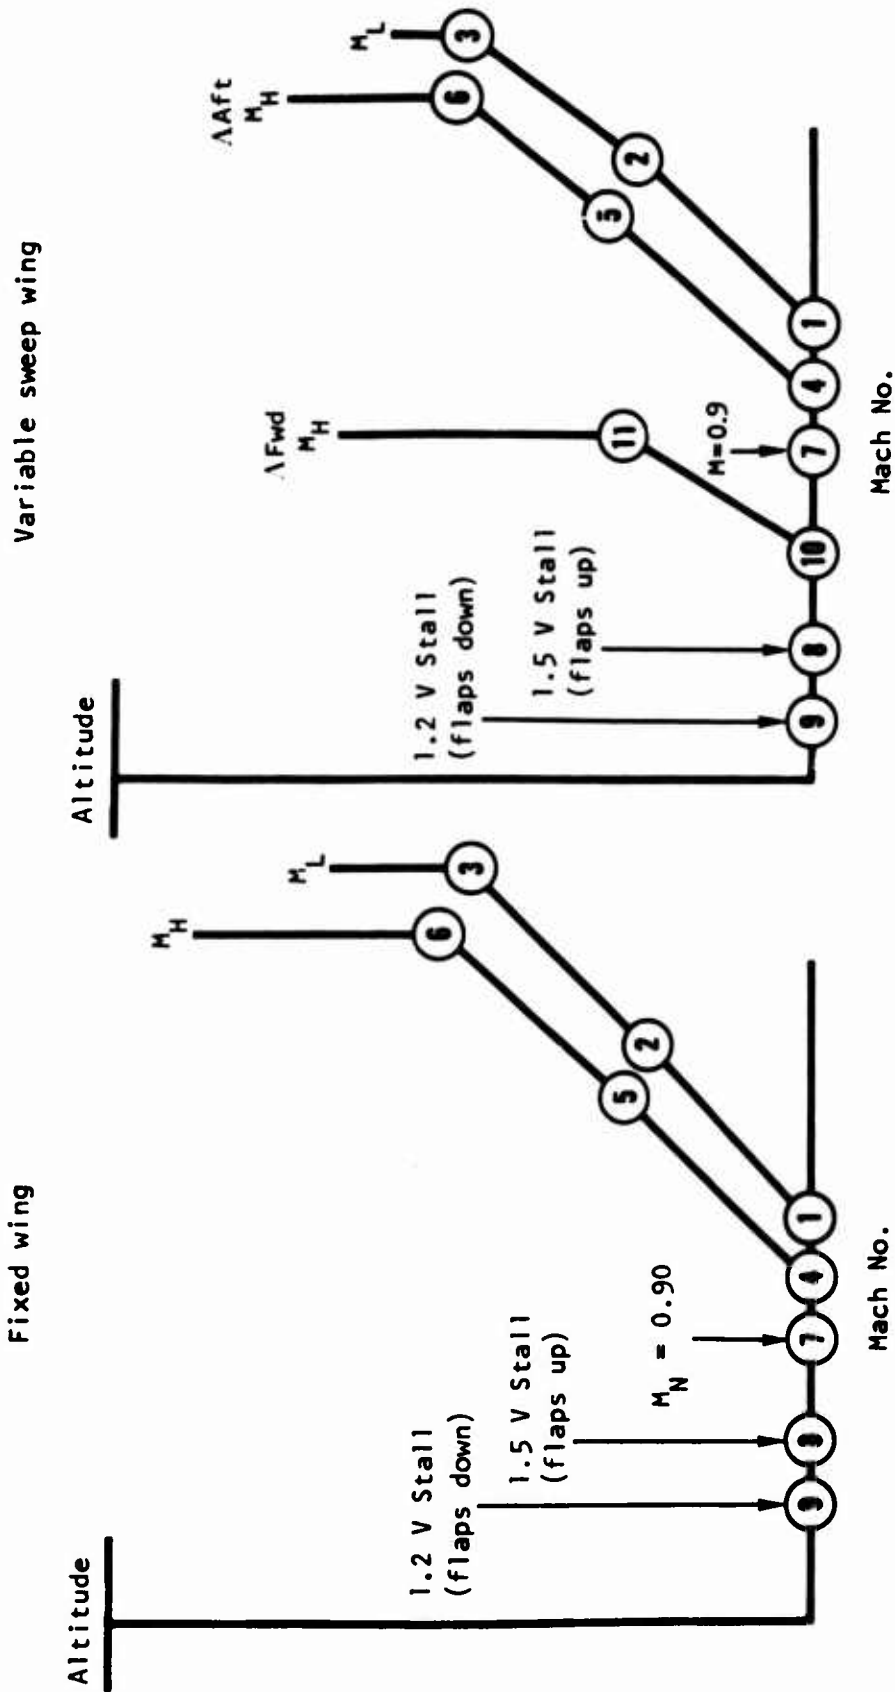 Fixed wing
Altitude
M_H
M_L
6
3
5
2
1.2 V Stall
(flaps down)
1.5 V Stall
(flaps up)
M_N = 0.90
9
8
7
4
1
Mach No.
Variable sweep wing
Altitude
ΛAft
M_H
M_L
3
6
ΛFwd
M_H
2
5
11
1.2 V Stall
(flaps down)
1.5 V Stall
(flaps up)
M=0.9
9
8
10
7
4
1
Mach No.